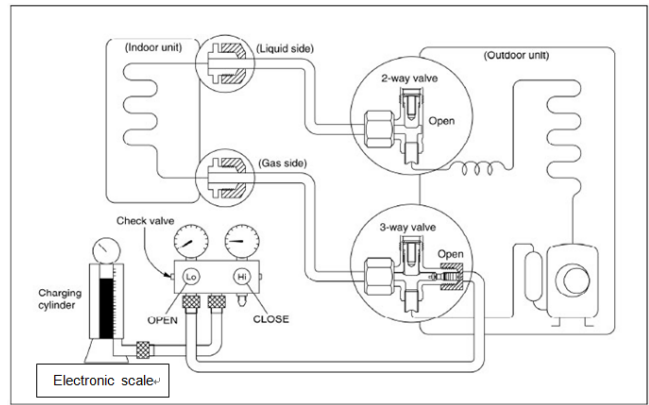 (Indoor unit)
(Liquid side)
(Outdoor unit)
2-way valve
Open
(Gas side)
3-way valve
Open
Check valve
Lo
Hi
Charging
cylinder
OPEN
CLOSE
Electronic scale